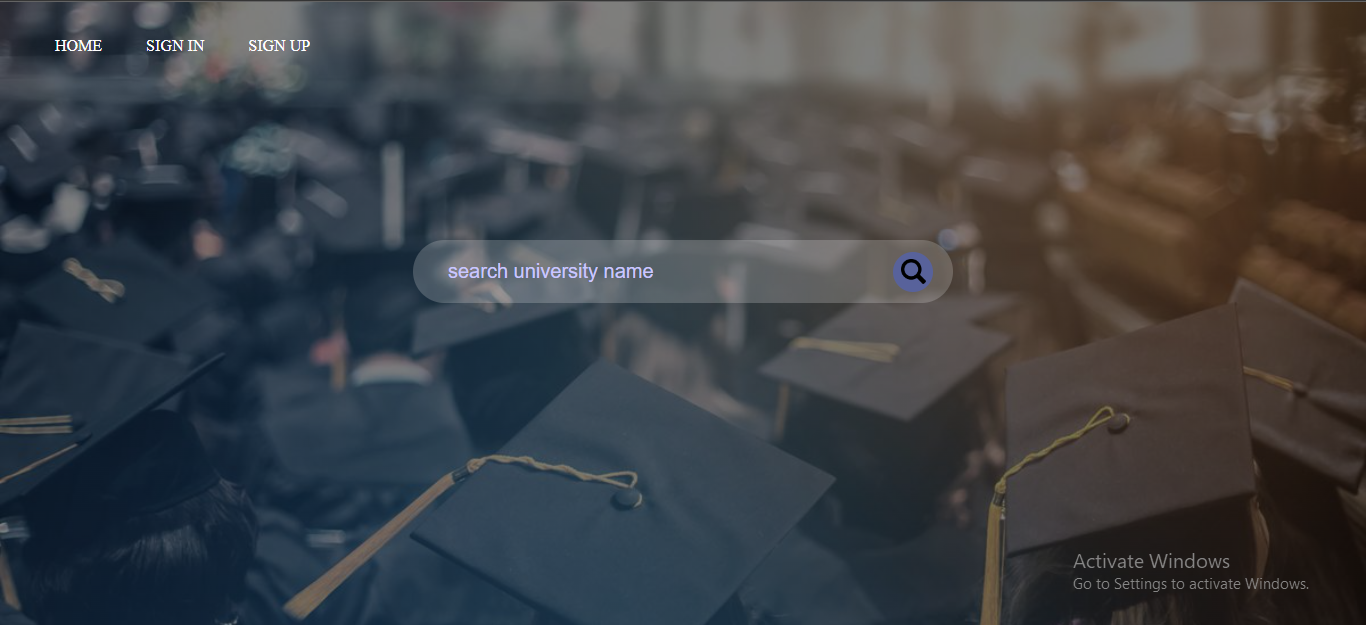 HOME SIGN IN SIGN UP
search university name
Activate Windows
Go to Settings to activate Windows.